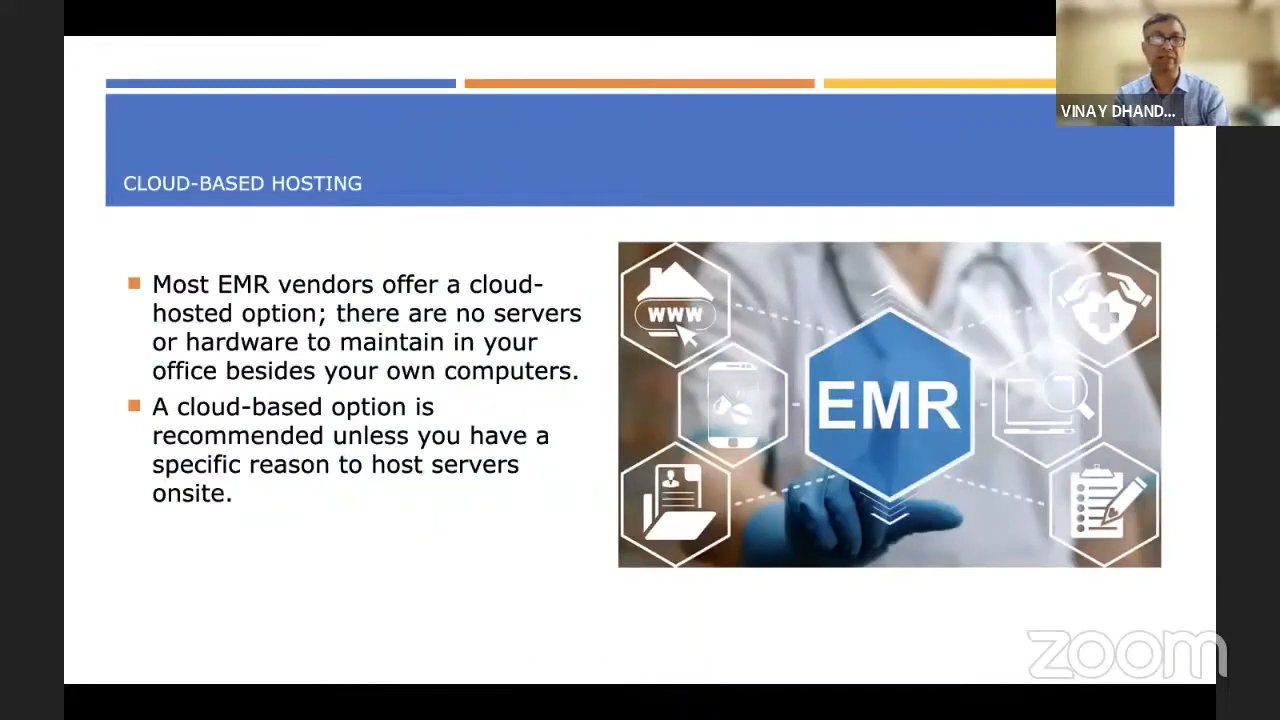 VINAY DHAND...
CLOUD-BASED HOSTING
Most EMR vendors offer a cloud-
hosted option; there are no servers
or hardware to maintain in your
office besides your own computers.
A cloud-based option is
recommended unless you have a
specific reason to host servers
onsite.
WWW
EMR
zoom